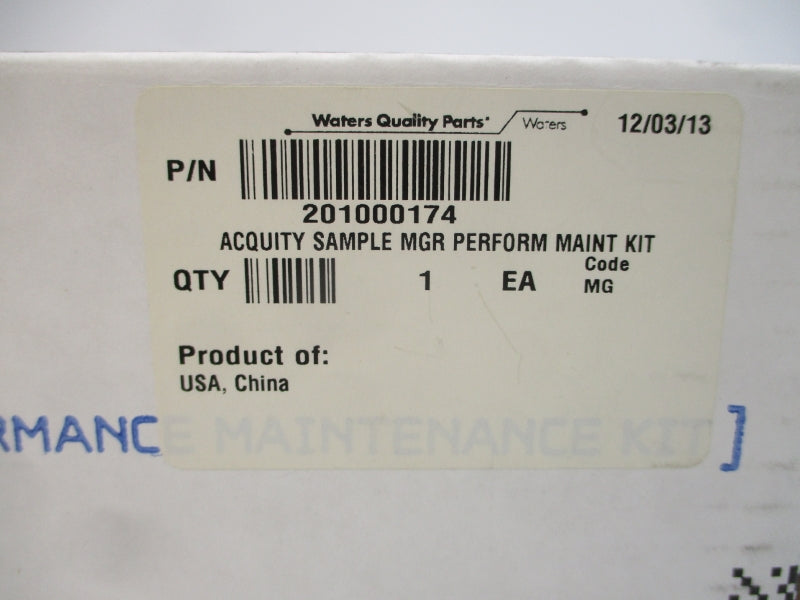 Waters Quality Parts
Waters
12/03/13
P/N
201000174
ACQUITY SAMPLE MGR PERFORM MAINT KIT
QTY 1 EA Code
MG
Product of:
USA, China
RMANCE MAINTENANCE KIT]